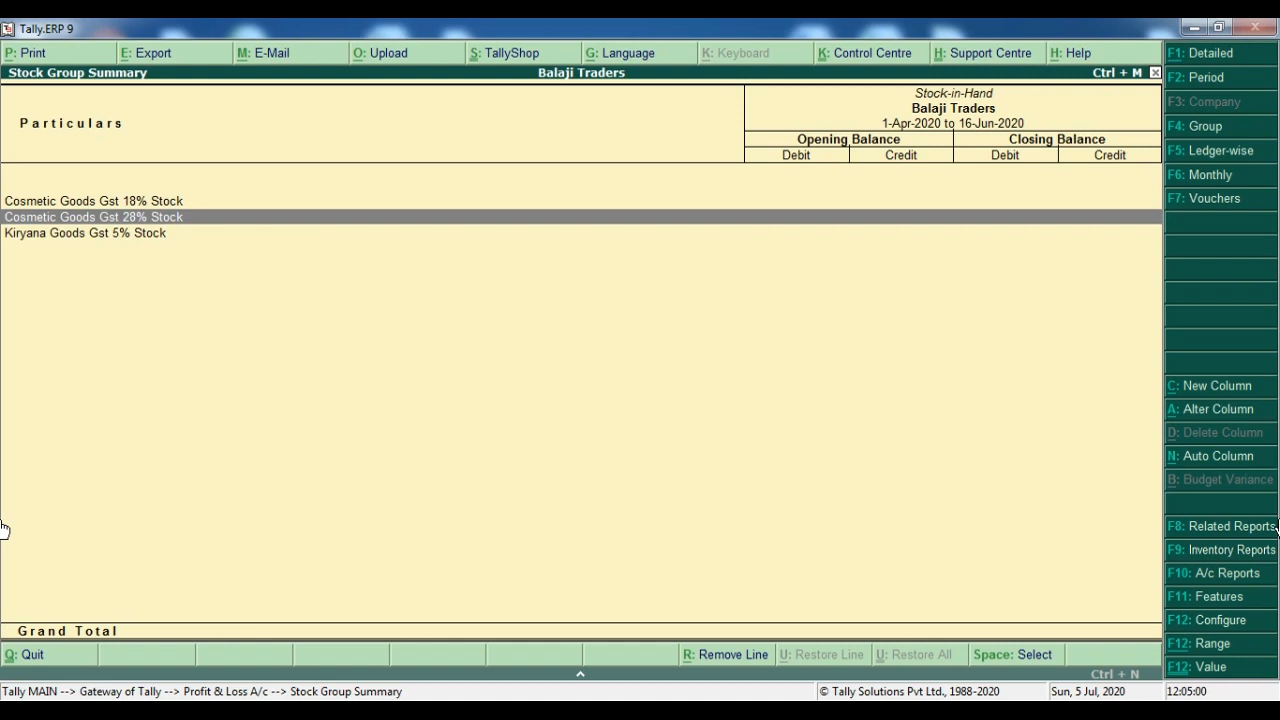 Tally.ERP 9
P: Print E: Export M: E-Mail O: Upload S: TallyShop G: Language K: Keyboard K: Control Centre H: Support Centre H: Help
Stock Group Summary Balaji Traders Ctrl + M
Particulars
Stock-in-Hand
Balaji Traders
1-Apr-2020 to 16-Jun-2020
Opening Balance Closing Balance
Debit Credit Debit Credit
Cosmetic Goods Gst 18% Stock
Cosmetic Goods Gst 28% Stock
Kiryana Goods Gst 5% Stock
Grand Total
F1: Detailed
F2: Period
F3: Company
F4: Group
F5: Ledger-wise
F6: Monthly
F7: Vouchers
C: New Column
A: Alter Column
D: Delete Column
N: Auto Column
B: Budget Variance
F8: Related Reports
F9: Inventory Reports
F10: A/c Reports
F11: Features
F12: Configure
F12: Range
F12: Value
Q: Quit R: Remove Line U: Restore Line U: Restore All Space: Select
Ctrl + N
Tally MAIN --> Gateway of Tally --> Profit & Loss A/c --> Stock Group Summary © Tally Solutions Pvt Ltd., 1988-2020 Sun, 5 Jul, 2020 12:05:00